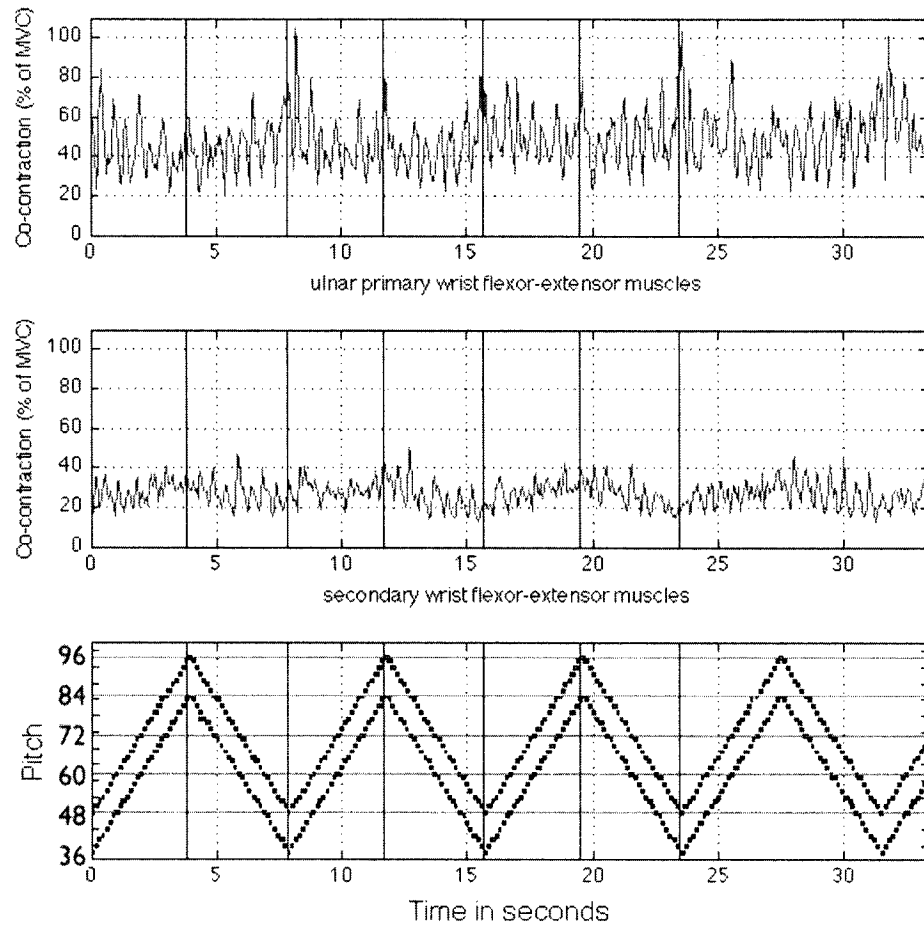 Co-contraction (% of MVC)
100
80
60
40
20
0
0 5 10 15 20 25 30
ulnar primary wrist flexor-extensor muscles
Co-contraction (% of MVC)
100
80
60
40
20
0
0 5 10 15 20 25 30
secondary wrist flexor-extensor muscles
Pitch
96
84
72
60
48
36
0 5 10 15 20 25 30
Time in seconds